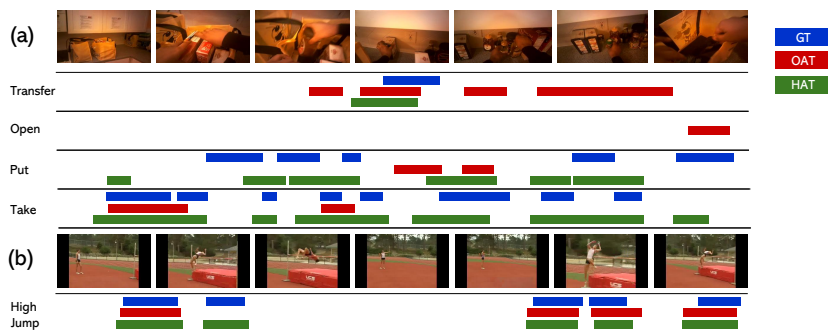 (a)
GT
OAT
HAT
Transfer
Open
Put
Take
(b)
High
Jump